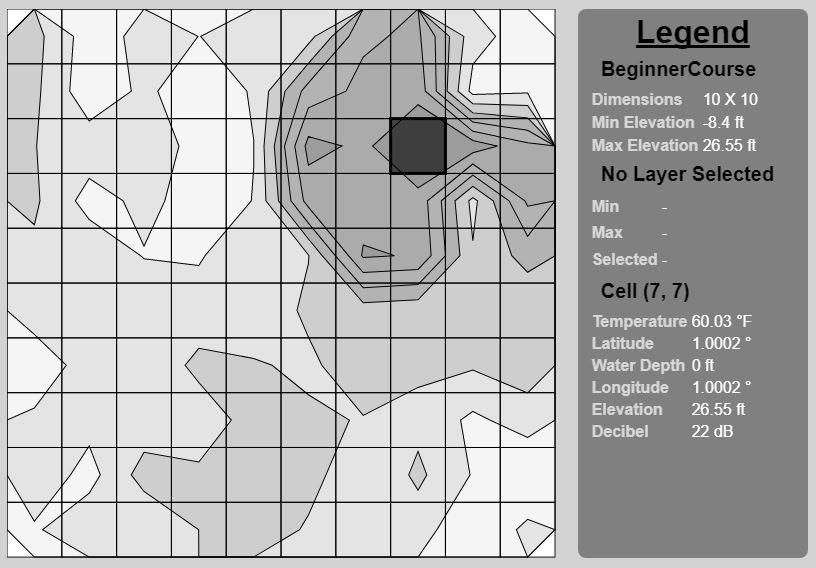 Legend
BeginnerCourse
Dimensions 10 X 10
Min Elevation -8.4 ft
Max Elevation 26.55 ft
No Layer Selected
Min -
Max -
Selected -
Cell (7, 7)
Temperature 60.03 °F
Latitude 1.0002 °
Water Depth 0 ft
Longitude 1.0002 °
Elevation 26.55 ft
Decibel 22 dB